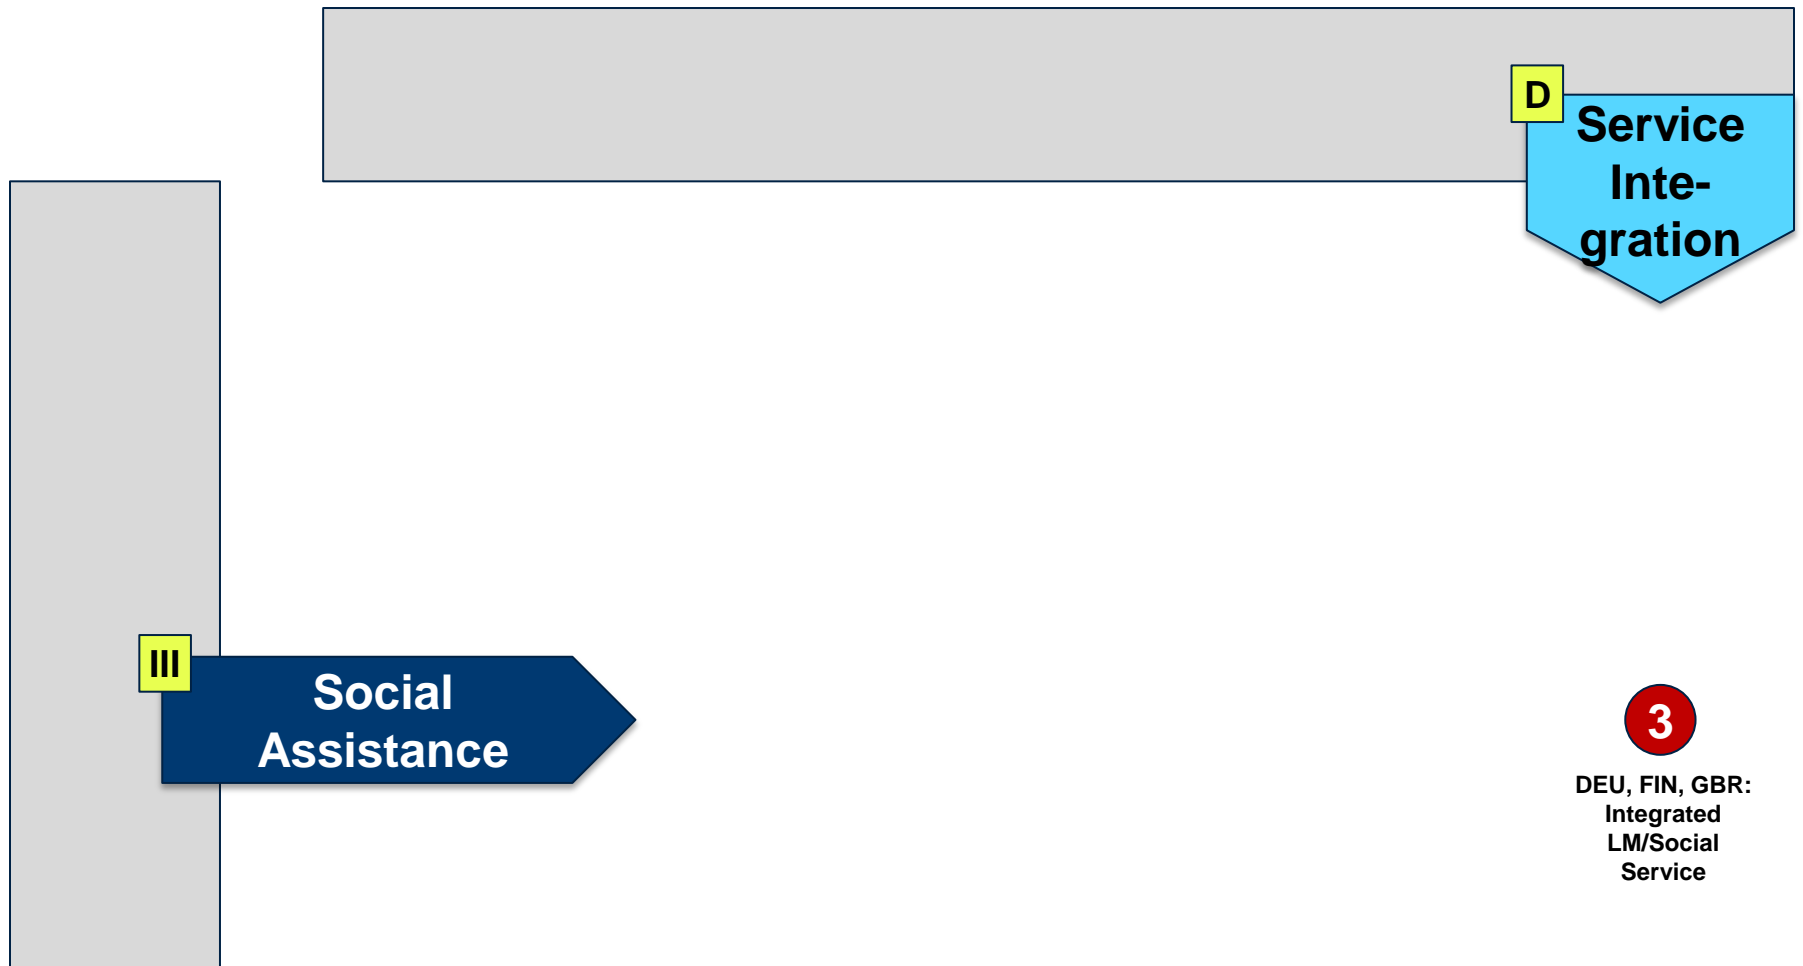 D
Service
Inte-
gration
III
Social
Assistance
3
DEU, FIN, GBR:
Integrated
LM/Social
Service